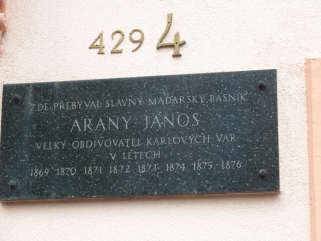 429 4
ZDE PŘEBÝVAL SLAVNÝ MAĎARSKÝ BÁSNÍK
ARANY JÁNOS
VELKÝ OBDIVOVATEL KARLOVÝCH VAR
V LÉTECH
1869 1870 1871 1872 1873 1874 1875 1876